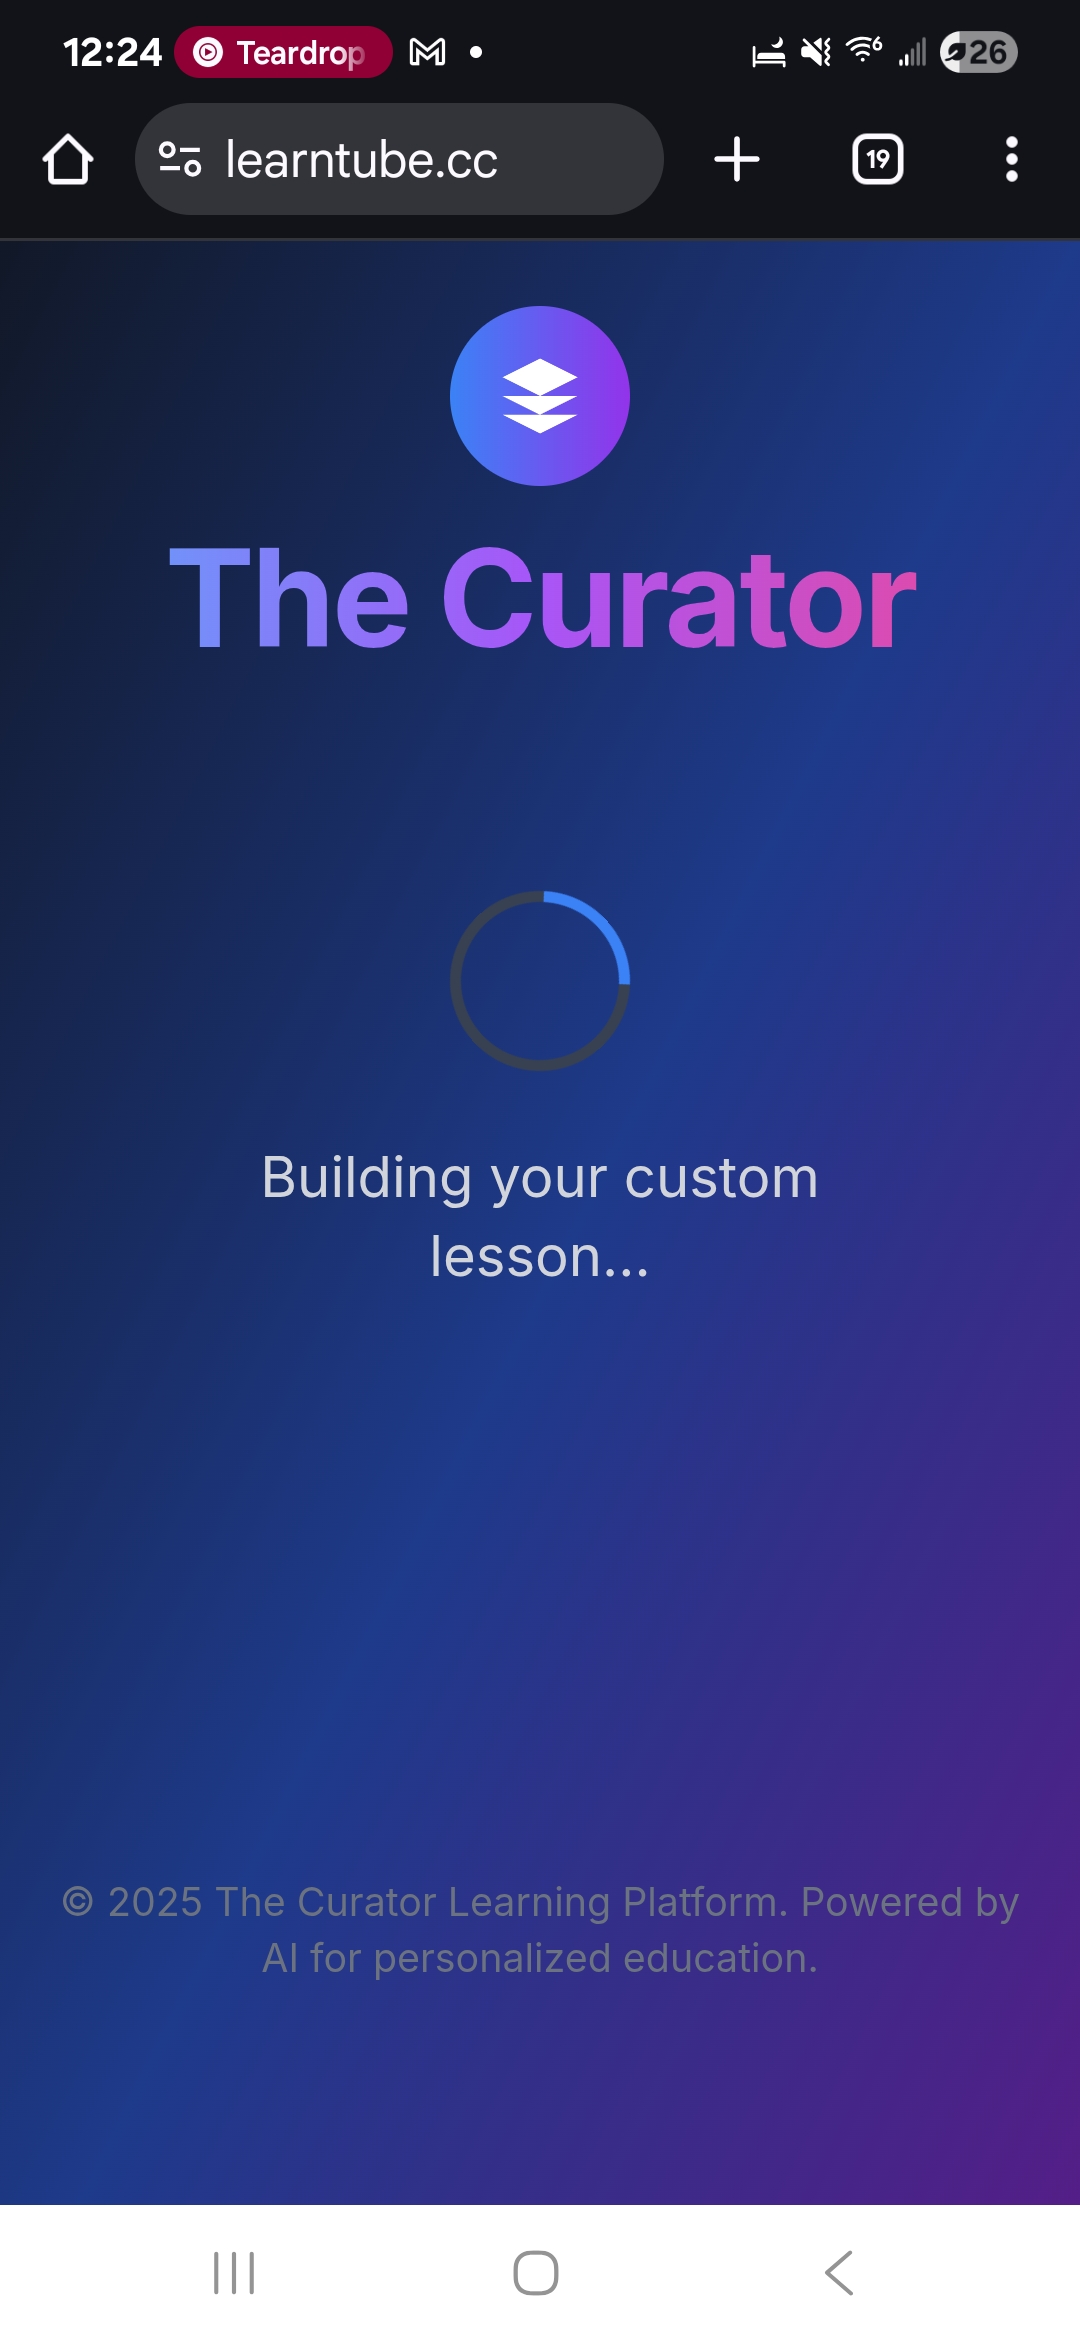 12:24 Teardrop 26
learntube.cc 19
The Curator
Building your custom
lesson...
© 2025 The Curator Learning Platform. Powered by
AI for personalized education.